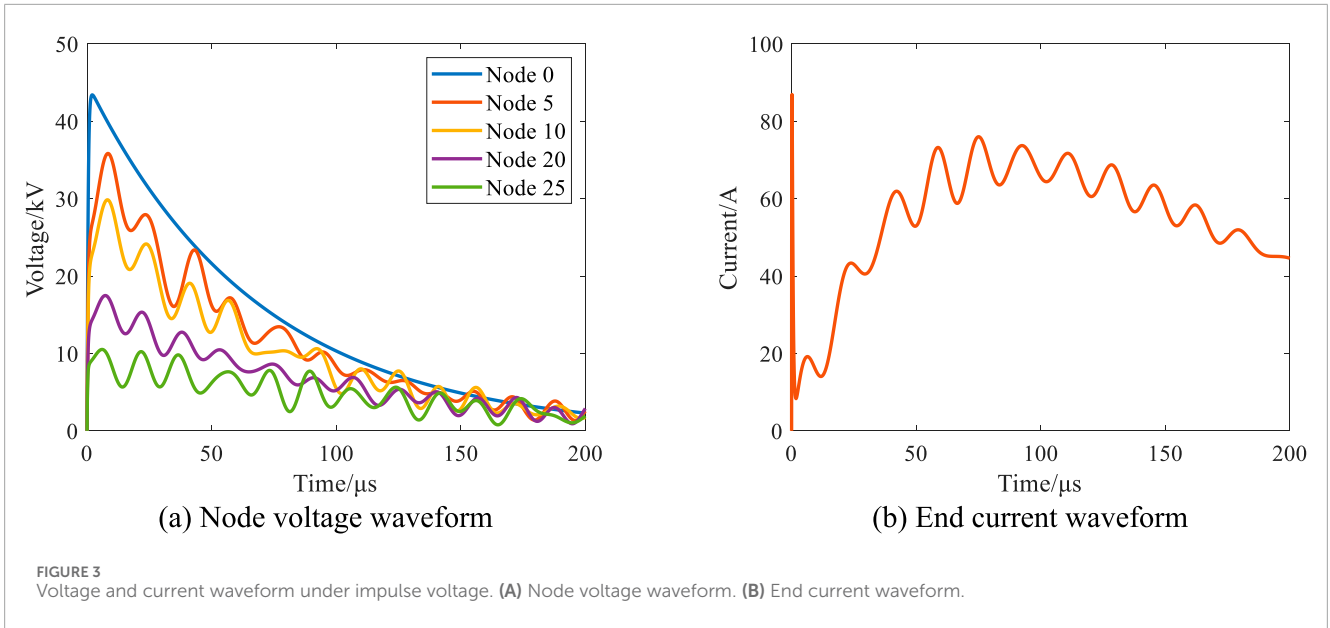 50
40
30
20
10
0
Voltage/kV
0
50
100
150
200
Time/μs
Node 0
Node 5
Node 10
Node 20
Node 25
(a) Node voltage waveform
100
80
60
40
20
0
Current/A
0
50
100
150
200
Time/μs
(b) End current waveform
FIGURE 3
Voltage and current waveform under impulse voltage. (A) Node voltage waveform. (B) End current waveform.